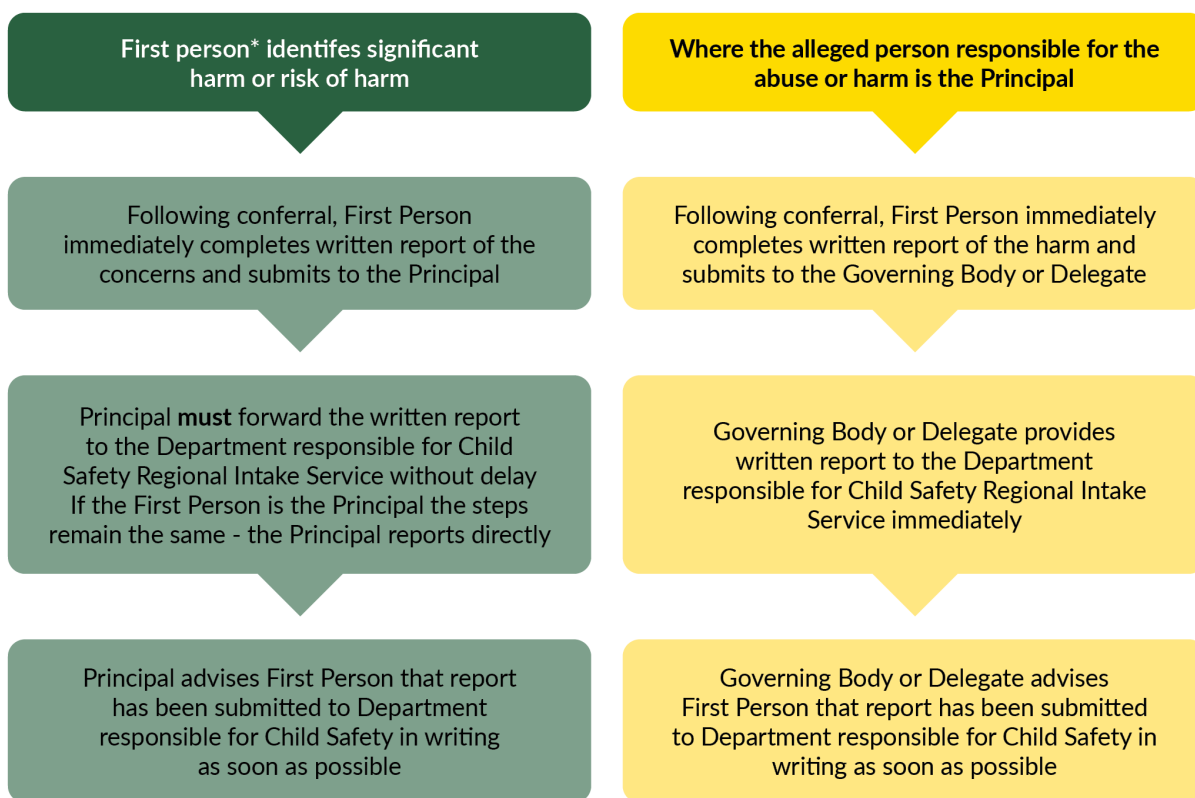 First person* identifes significant
harm or risk of harm
Following conferral, First Person
immediately completes written report of the
concerns and submits to the Principal
Principal must forward the written report
to the Department responsible for Child
Safety Regional Intake Service without delay
If the First Person is the Principal the steps
remain the same - the Principal reports directly
Principal advises First Person that report
has been submitted to Department
responsible for Child Safety in writing
as soon as possible
Where the alleged person responsible for the
abuse or harm is the Principal
Following conferral, First Person immediately
completes written report of the harm and
submits to the Governing Body or Delegate
Governing Body or Delegate provides
written report to the Department
responsible for Child Safety Regional Intake
Service immediately
Governing Body or Delegate advises
First Person that report has been submitted
to Department responsible for Child Safety in
writing as soon as possible